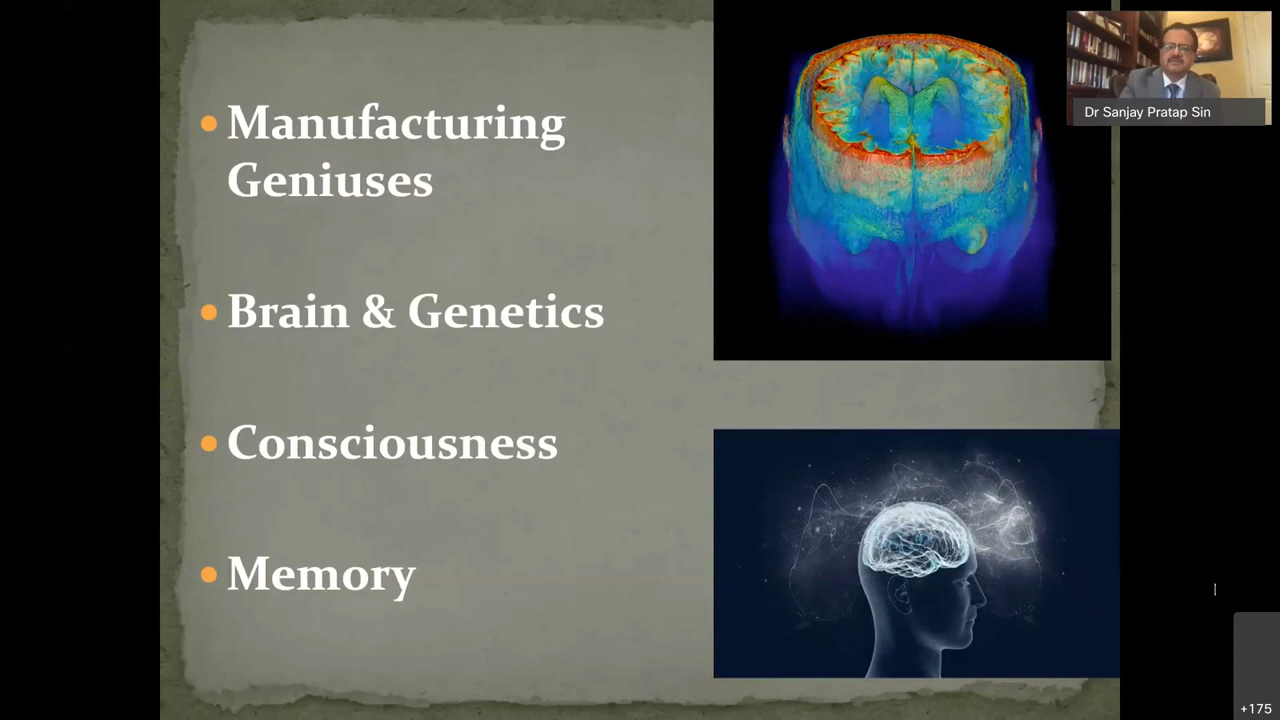 Manufacturing
Geniuses
Brain & Genetics
Consciousness
Memory
Dr Sanjay Pratap Sin
+175